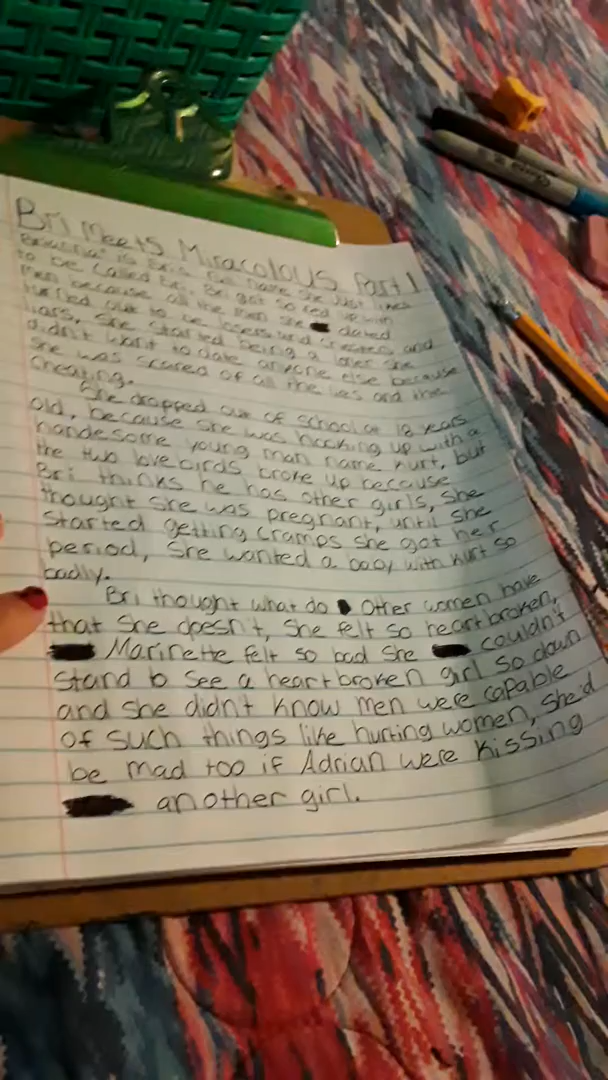 Bri Meets Miracolous Part 1
Brianna is Bri's full name she just likes
to be called Bri. Bri got so fed up with
men because all the men she dated
turned out to be losers and cheaters and
liars, she started being a loner she
didn't want to date anyone else because
she was scared of all the lies and the
cheating.
She dropped out of school at 18 years
old, because she was hooking up with a
handesome young man name Kurt, but
the two lovebirds broke up because
Bri thinks he has other girls, she
thought she was pregnant, until she
started getting cramps she got her
period, she wanted a baby with Kurt so
badly.
Bri thought what do other women have
that she doesn't, she felt so heartbroken,
Marinette felt so bad she couldn't
stand to see a heartbroken girl so down
and she didn't know men were capable
of such things like hurting women, she'd
be mad too if Adrian were kissing
another girl.